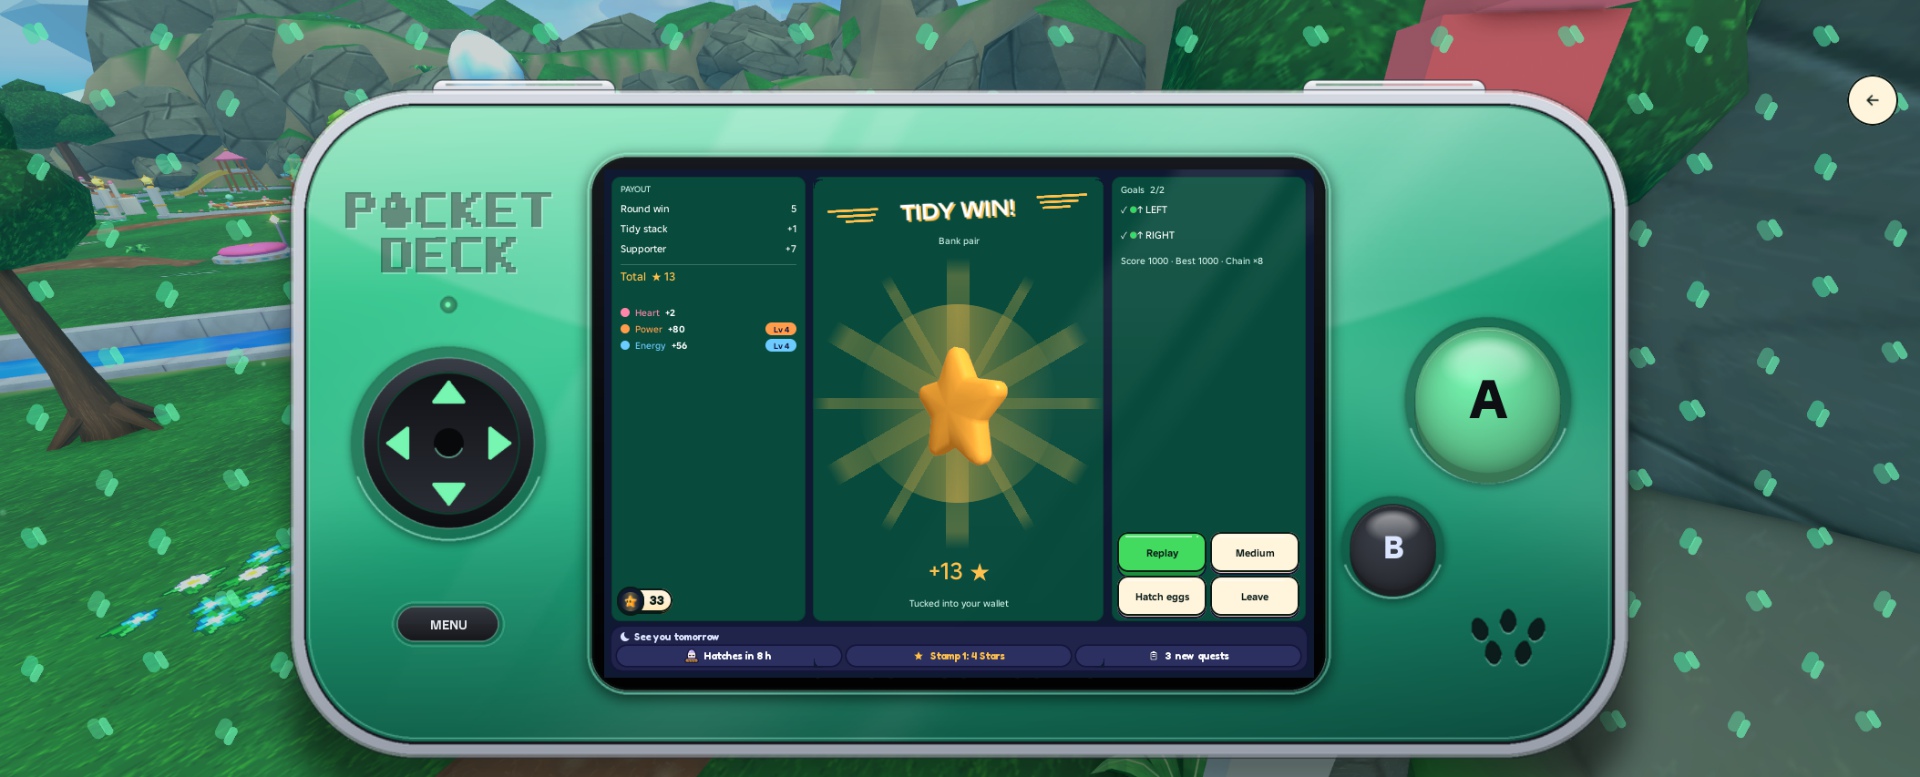 POCKET
DECK
MENU
PAYOUT
Round win 5
Tidy stack +1
Supporter +7
Total ★ 13
Heart +2
Power +80 Lv 4
Energy +56 Lv 4
33
TIDY WIN!
Bank pair
+13 ★
Tucked into your wallet
Goals 2/2
✓ ●↑ LEFT
✓ ●↑ RIGHT
Score 1000 · Best 1000 · Chain ×8
Replay
Medium
Hatch eggs
Leave
See you tomorrow
Hatches in 8 h
★ Stamp 1: 4 Stars
3 new quests
A
B